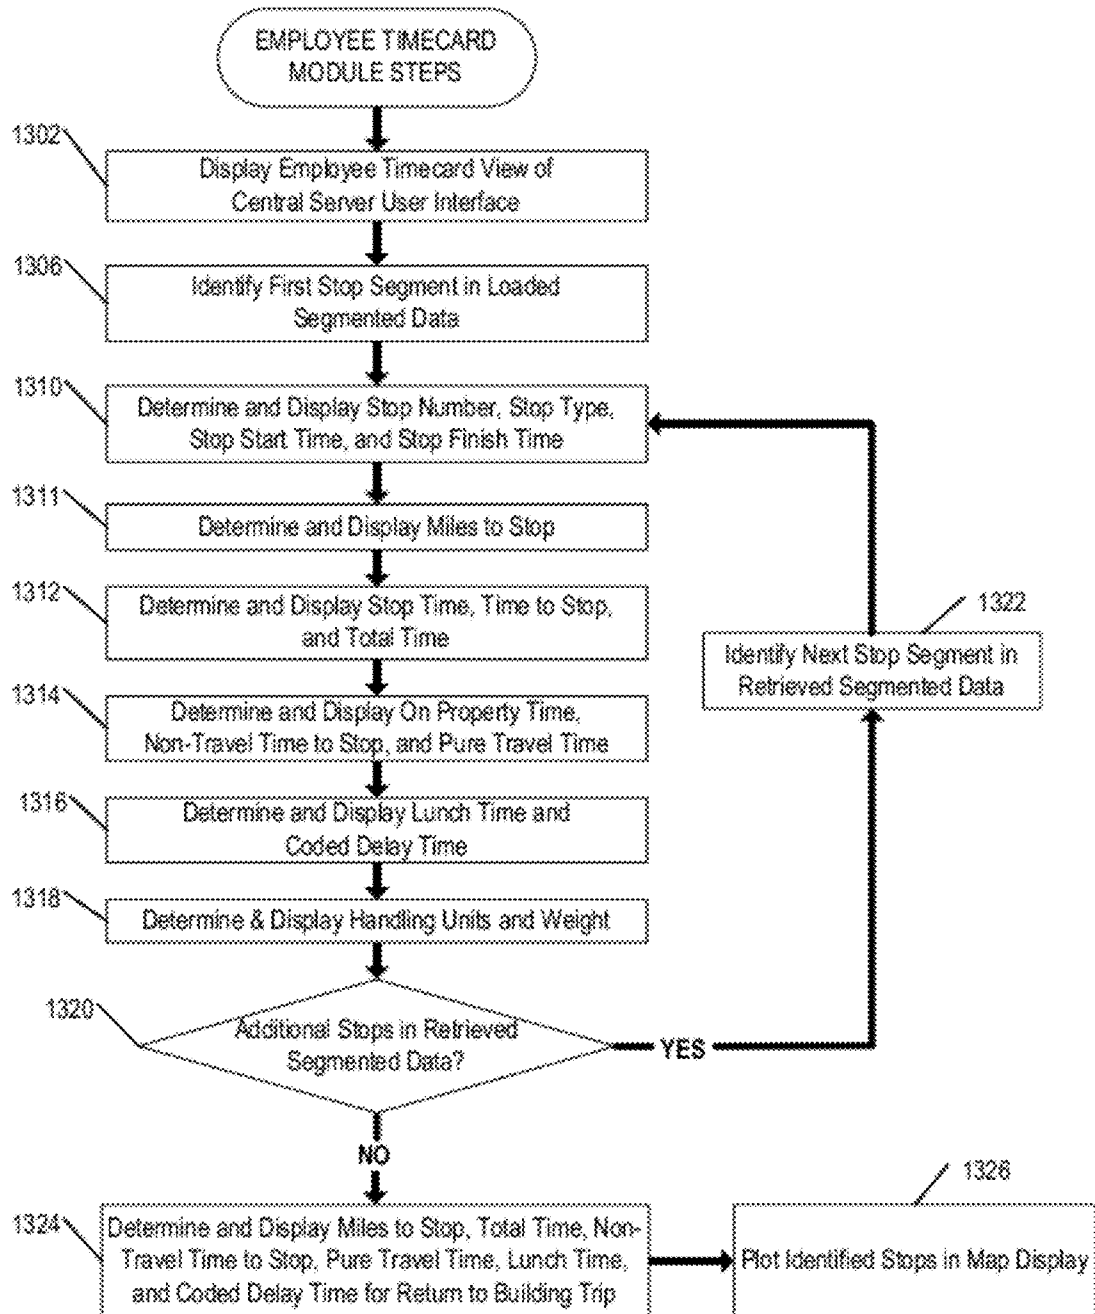 EMPLOYEE TIMECARD
MODULE STEPS
1302
Display Employee Timecard View of
Central Server User Interface
1306
Identify First Stop Segment in Loaded
Segmented Data
1310
Determine and Display Stop Number, Stop Type,
Stop Start Time, and Stop Finish Time
1311
Determine and Display Miles to Stop
1312
Determine and Display Stop Time, Time to Stop,
and Total Time
1322
Identify Next Stop Segment in
Retrieved Segmented Data
1314
Determine and Display On Property Time,
Non-Travel Time to Stop, and Pure Travel Time
1316
Determine and Display Lunch Time and
Coded Delay Time
1318
Determine & Display Handling Units and Weight
1320
Additional Stops in Retrieved
Segmented Data?
YES
NO
1324
Determine and Display Miles to Stop, Total Time, Non-
Travel Time to Stop, Pure Travel Time, Lunch Time,
and Coded Delay Time for Return to Building Trip
1326
Plot Identified Stops in Map Display